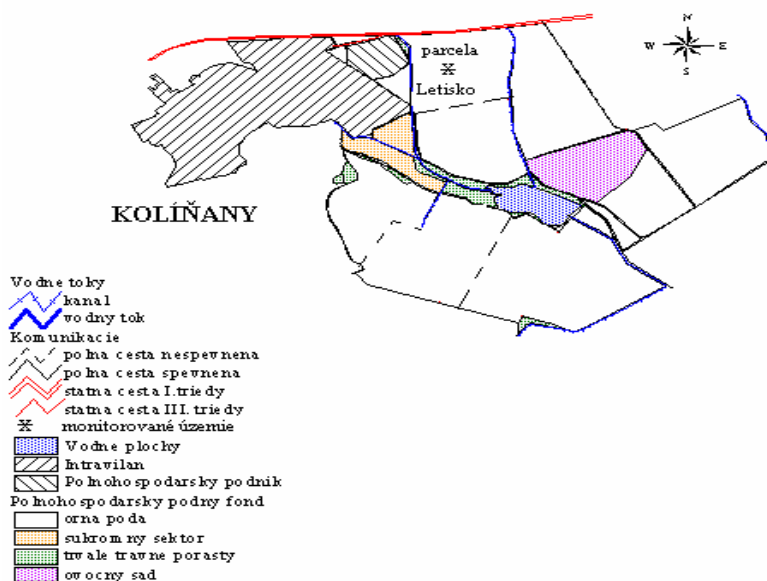 N
W E
S
parcela
Letisko
KOLÍŇANY
Vodne toky
kanal
vodny tok
Komunikacie
polna cesta nespevnena
polna cesta spevnena
statna cesta I.triedy
statna cesta III.triedy
monitorované územie
Vodne plochy
Intravilan
Polnohospodarsky podnik
Polnohospodarsky podny fond
orna poda
sukromny sektor
trvale travne porasty
ovocny sad